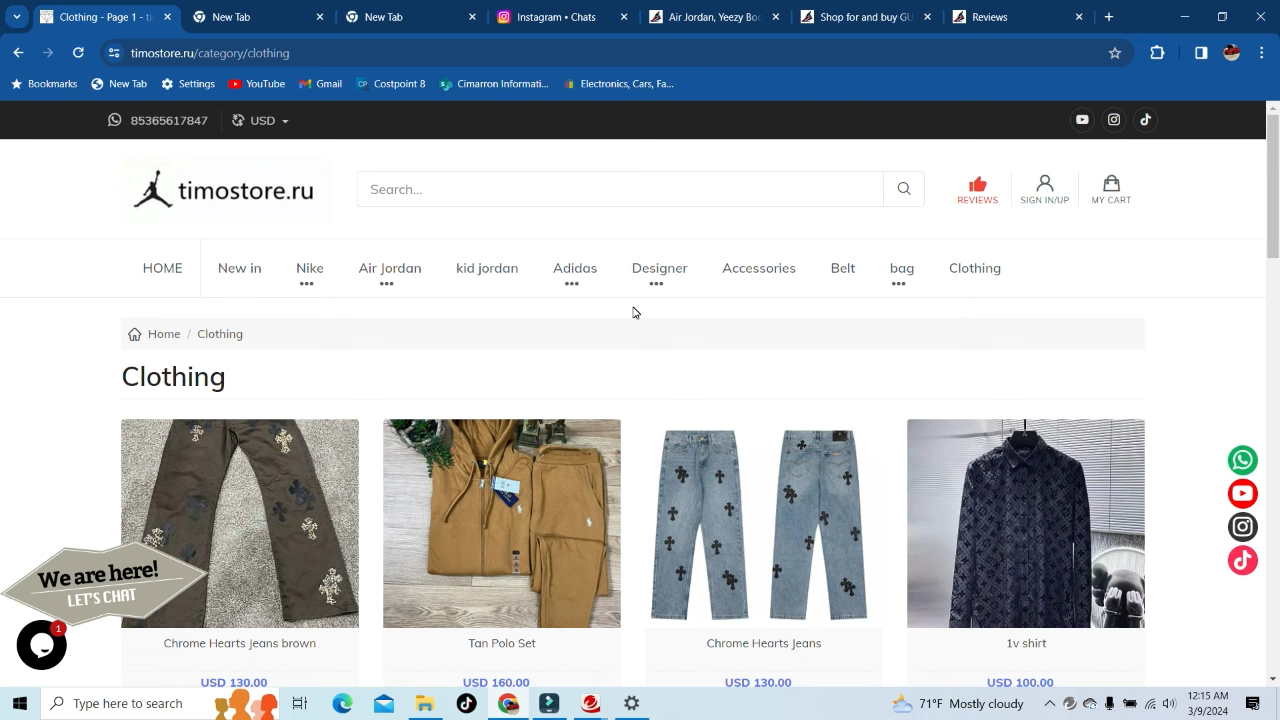 Page 1 - ti
New Tab
New Tab
Instagram • Chats
Air Jordan, Yeezy Boo
Shop for and buy GU
Reviews
timostore.ru/category/clothing
Bookmarks
New Tab
Settings
YouTube
Gmail
CP Costpoint 8
Cimarron Informati...
Electronics, Cars, Fa...
85365617847
USD
timostore.ru
Search...
REVIEWS
SIGN IN/UP
MY CART
HOME
New in
Nike
Air Jordan
kid jordan
Adidas
Designer
Accessories
Belt
bag
Clothing
Home / Clothing
Clothing
We are here!
LET'S CHAT
1
Chrome Hearts Jeans brown
Tan Polo Set
Chrome Hearts Jeans
1v shirt
USD 130.00
USD 160.00
USD 130.00
USD 100.00
Type here to search
71°F Mostly cloudy
12:15 AM
3/9/2024